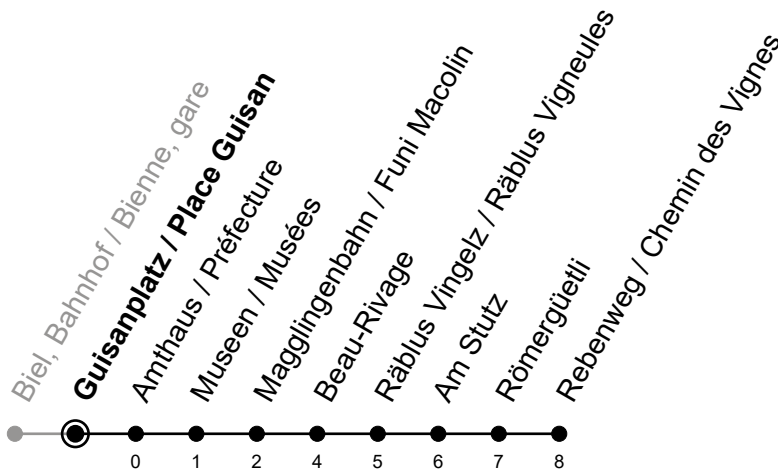 Biel, Bahnhof / Bienne, gare
Guisanplatz / Place Guisan
Amthaus / Préfecture
Museen / Musées
Magglingenbahn / Funi Macolin
Beau-Rivage
Räblus Vingelz / Räblus Vigneules
Am Stutz
Römergüetli
Rebenweg / Chemin des Vignes
0 1 2 4 5 6 7 8